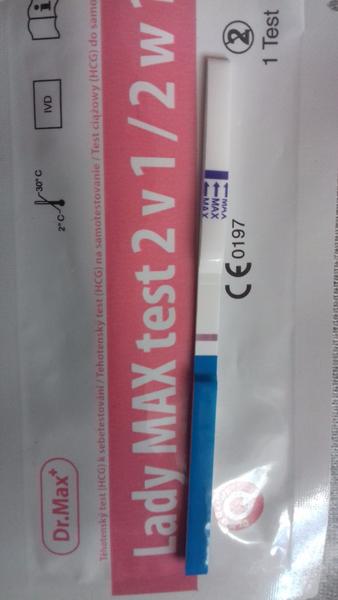 IVD
2°C
30°C
Dr.Max+
Těhotenský test (HCG) k sebetestování / Tehotenský test (HCG) na samotestovanie / Test ciążowy (HCG) do samo
Lady MAX test 2 v 1 / 2 w 1
MAX
MAX
CE 0197
2
1 Test